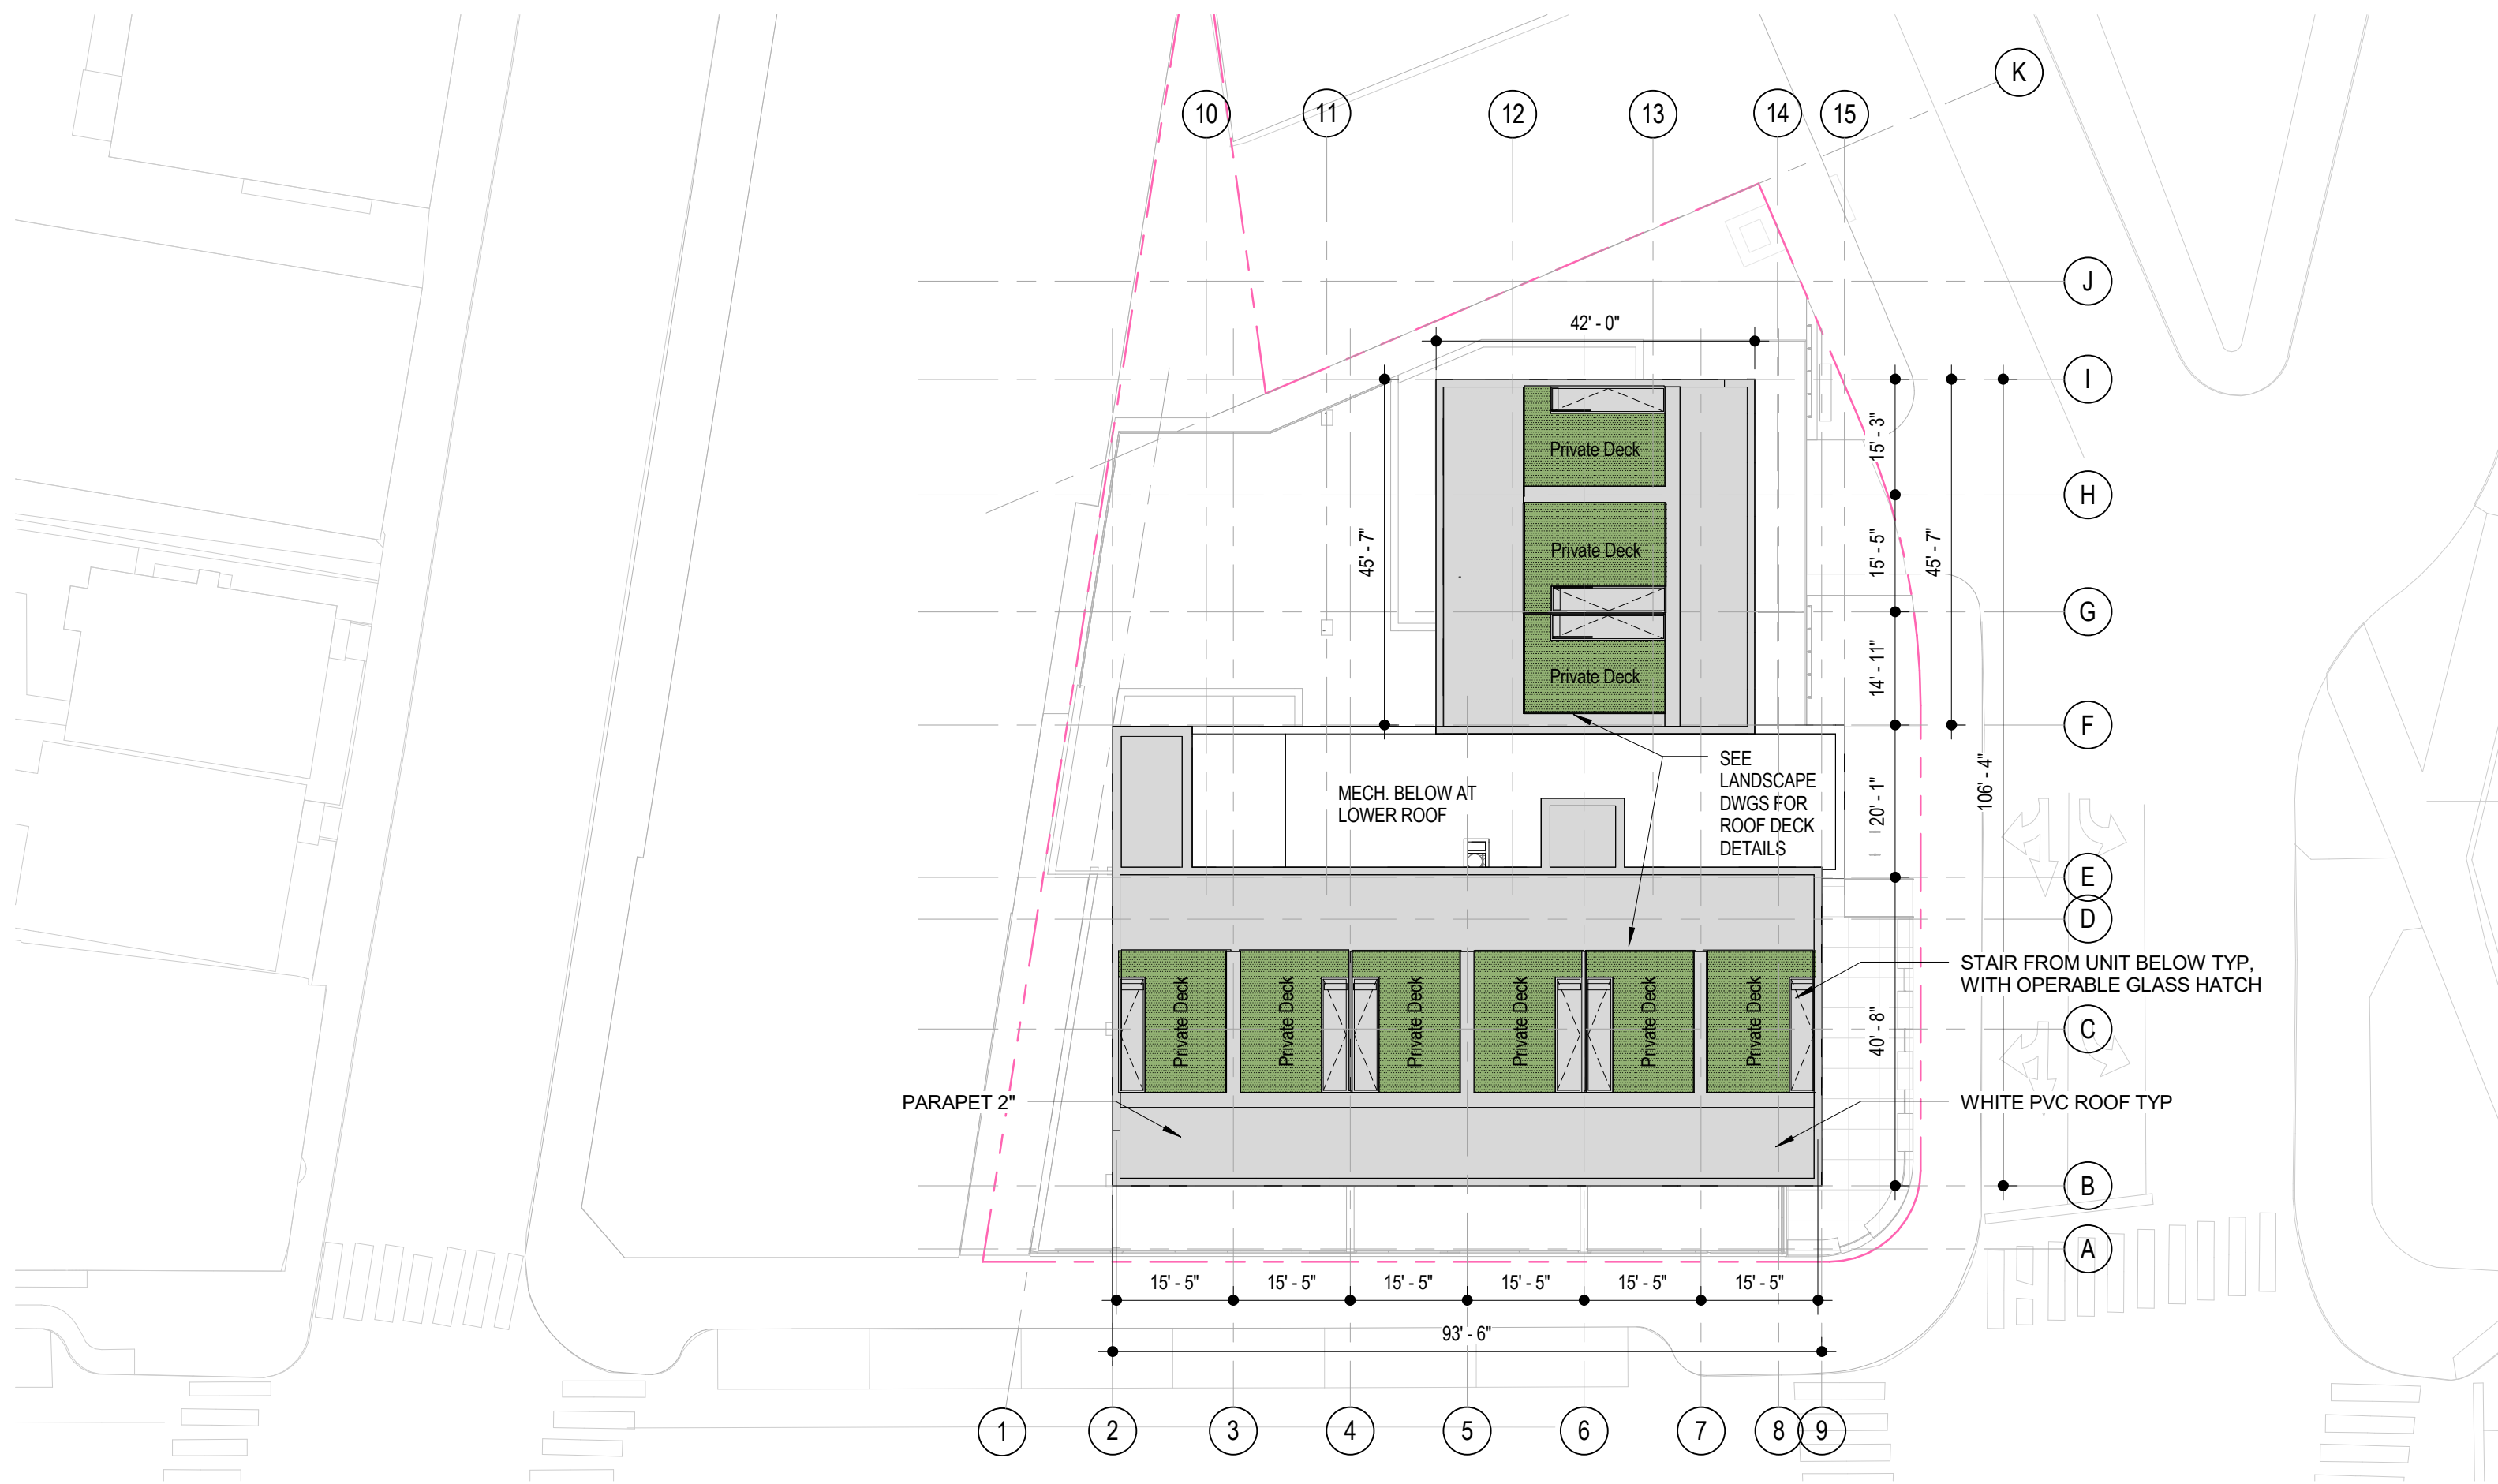 K
10
11
12
13
14
15
J
42' - 0"
I
15' - 3"
Private Deck
H
45' - 7"
Private Deck
15' - 5"
45' - 7"
G
Private Deck
14' - 11"
F
SEE
LANDSCAPE
DWGS FOR
ROOF DECK
DETAILS
MECH. BELOW AT
LOWER ROOF
20' - 1"
106' - 4"
E
D
STAIR FROM UNIT BELOW TYP,
WITH OPERABLE GLASS HATCH
Private Deck
Private Deck
Private Deck
Private Deck
Private Deck
Private Deck
40' - 8"
C
PARAPET 2"
WHITE PVC ROOF TYP
B
A
15' - 5"
15' - 5"
15' - 5"
15' - 5"
15' - 5"
15' - 5"
93' - 6"
1
2
3
4
5
6
7
8
9